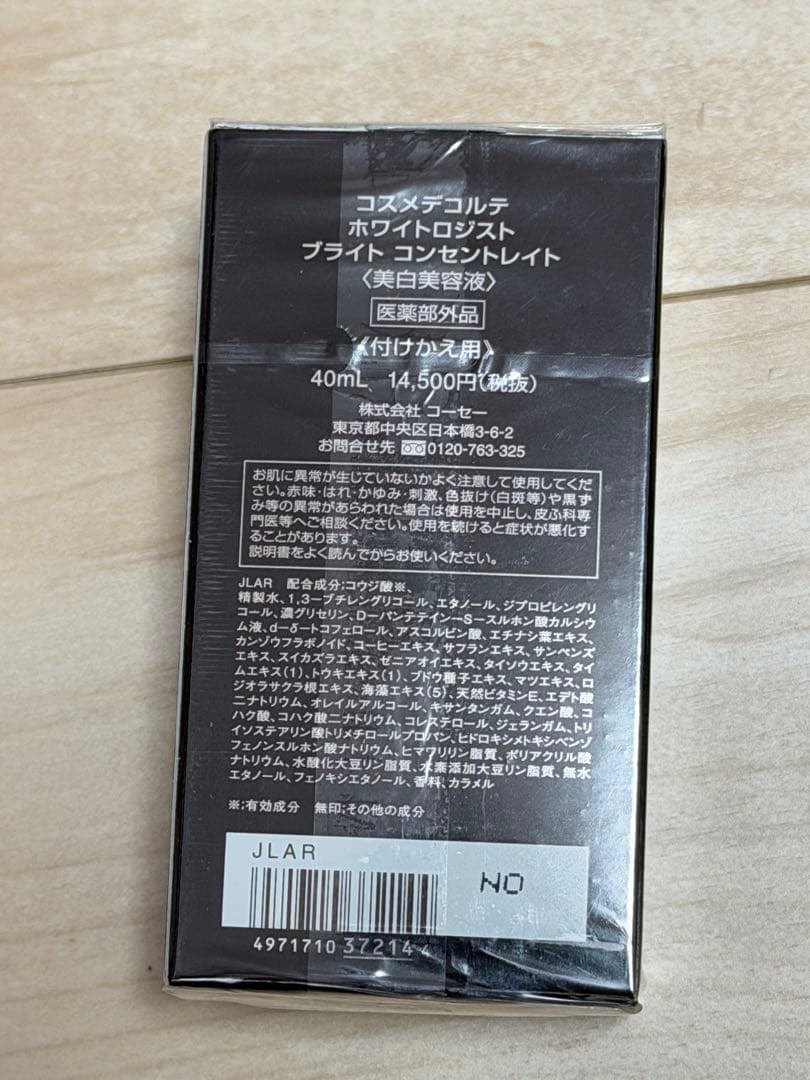 コスメデコルテ
ホワイトロジスト
ブライト コンセントレイト
〈美白美容液〉
医薬部外品
《付けかえ用》
40mL 14,500円(税抜)
株式会社 コーセー
東京都中央区日本橋3-6-2
お問合せ先 0120-763-325
お肌に異常が生じていないかよく注意して使用してくだ
さい。赤味・はれ・かゆみ・刺激、色抜け(白斑等)や黒ず
み等の異常があらわれた場合は使用を中止し、皮ふ科専
門医等へご相談ください。使用を続けると症状が悪化す
ることがあります。
説明書をよく読んでからお使いください。
JLAR 配合成分:コウジ酸※、
精製水、1,3-ブチレングリコール、エタノール、ジプロピレングリ
コール、濃グリセリン、D-パンテテイン-S-スルホン酸カルシウ
ム液、d-δ-トコフェロール、アスコルビン酸、エチナシ葉エキス、
カンゾウフラボノイド、コーヒーエキス、サフランエキス、サンペンズ
エキス、スイカズラエキス、ゼニアオイエキス、タイソウエキス、タイ
ムエキス(1)、トウキエキス(1)、ブドウ種子エキス、マツエキス、ロ
ジオラサクラ根エキス、海藻エキス(5)、天然ビタミンE、エデト酸
二ナトリウム、オレイルアルコール、キサンタンガム、クエン酸、コ
ハク酸、コハク酸二ナトリウム、コレステロール、ジェランガム、トリ
イソステアリン酸トリメチロールプロパン、ヒドロキシメトキシベンゾ
フェノンスルホン酸ナトリウム、ヒマワリリン脂質、ポリアクリル酸
ナトリウム、水酸化大豆リン脂質、水素添加大豆リン脂質、無水
エタノール、フェノキシエタノール、香料、カラメル
※;有効成分 無印;その他の成分
JLAR
NO
4971710 37214